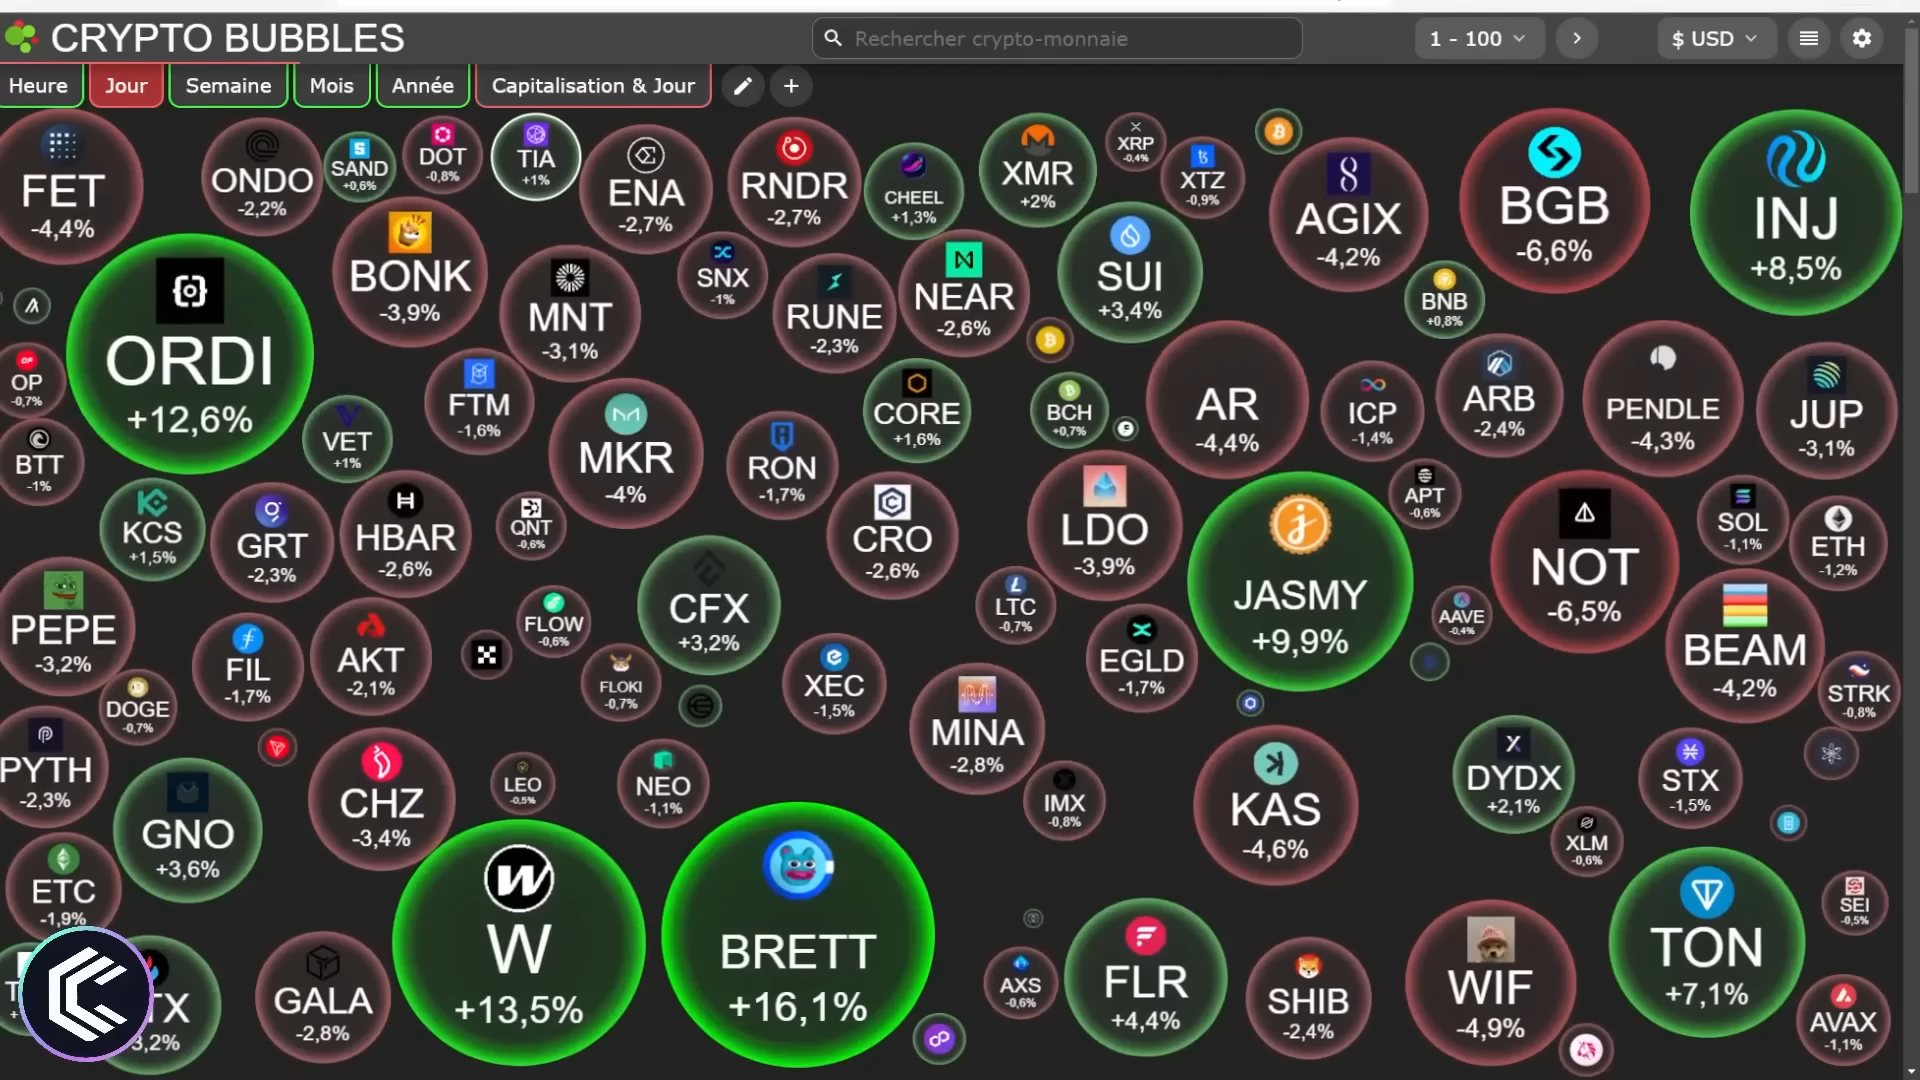 CRYPTO BUBBLES
Rechercher crypto-monnaie
1 - 100
$ USD
Heure
Jour
Semaine
Mois
Année
Capitalisation & Jour
FET
-4,4%
ONDO
-2,2%
SAND
+0,6%
DOT
-0,8%
TIA
+1%
ENA
-2,7%
RNDR
-2,7%
CHEEL
+1,3%
XMR
+2%
XRP
-0,4%
XTZ
-0,9%
AGIX
-4,2%
BGB
-6,6%
INJ
+8,5%
ORDI
+12,6%
BONK
-3,9%
MNT
-3,1%
SNX
-1%
RUNE
-2,3%
NEAR
-2,6%
SUI
+3,4%
BNB
+0,8%
OP
-0,7%
BTT
-1%
VET
+1%
FTM
-1,6%
MKR
-4%
RON
-1,7%
CORE
+1,6%
BCH
+0,7%
AR
-4,4%
ICP
-1,4%
ARB
-2,4%
PENDLE
-4,3%
JUP
-3,1%
KCS
+1,5%
GRT
-2,3%
HBAR
-2,6%
QNT
-0,6%
CRO
-2,6%
LDO
-3,9%
JASMY
+9,9%
APT
-0,6%
NOT
-6,5%
SOL
-1,1%
ETH
-1,2%
PEPE
-3,2%
FIL
-1,7%
AKT
-2,1%
FLOW
-0,6%
CFX
+3,2%
LTC
-0,7%
EGLD
-1,7%
AAVE
-0,4%
BEAM
-4,2%
STRK
-0,8%
DOGE
-0,7%
FLOKI
-0,7%
XEC
-1,5%
MINA
-2,8%
PYTH
-2,3%
GNO
+3,6%
CHZ
-3,4%
LEO
-0,5%
NEO
-1,1%
IMX
-0,8%
KAS
-4,6%
DYDX
+2,1%
STX
-1,5%
XLM
-0,6%
ETC
-1,9%
W
+13,5%
BRETT
+16,1%
TON
+7,1%
SEI
-0,5%
TX
3,2%
GALA
-2,8%
AXS
-0,6%
FLR
+4,4%
SHIB
-2,4%
WIF
-4,9%
AVAX
-1,1%